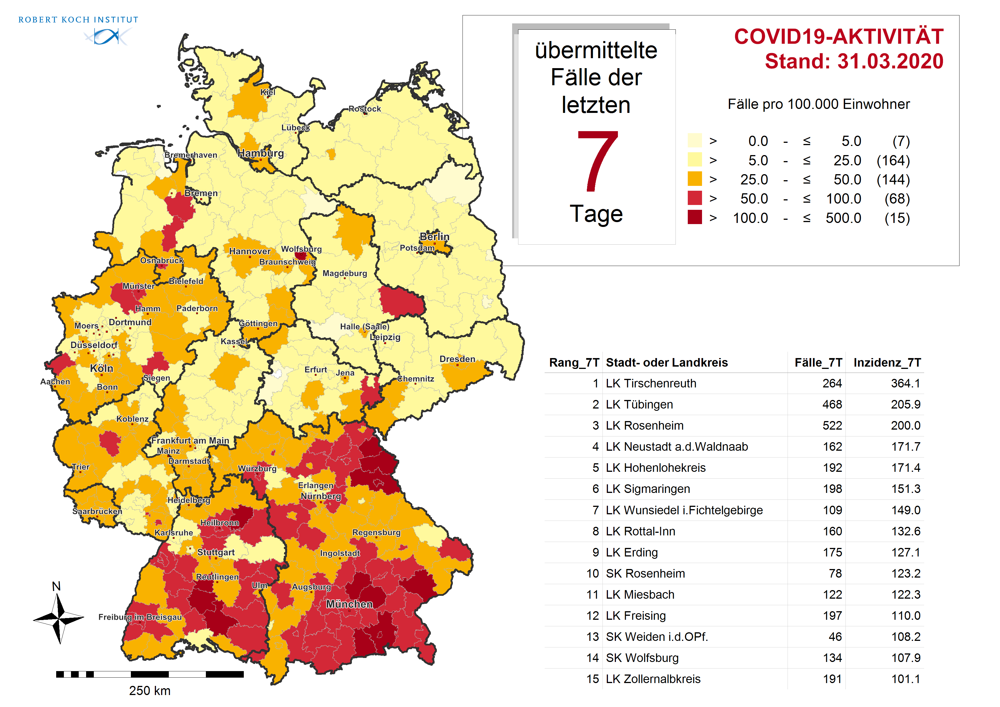 ROBERT KOCH INSTITUT
übermittelte
Fälle der
letzten
7
Tage
COVID19-AKTIVITÄT
Stand: 31.03.2020
Fälle pro 100.000 Einwohner
> 0.0 - ≤ 5.0 (7)
> 5.0 - ≤ 25.0 (164)
> 25.0 - ≤ 50.0 (144)
> 50.0 - ≤ 100.0 (68)
> 100.0 - ≤ 500.0 (15)
Kiel
Rostock
Lübeck
Hamburg
Bremerhaven
Bremen
Berlin
Potsdam
Wolfsburg
Hannover
Braunschweig
Osnabrück
Magdeburg
Bielefeld
Münster
Hamm
Paderborn
Dortmund
Moers
Göttingen
Halle (Saale)
Leipzig
Kassel
Düsseldorf
Dresden
Köln
Erfurt
Jena
Siegen
Chemnitz
Aachen
Bonn
Koblenz
Frankfurt am Main
Mainz
Darmstadt
Trier
Würzburg
Erlangen
Nürnberg
Heidelberg
Saarbrücken
Heilbronn
Karlsruhe
Regensburg
Stuttgart
Ingolstadt
Reutlingen
Ulm
Augsburg
München
Freiburg im Breisgau
N
250 km
Rang_7T Stadt- oder Landkreis Fälle_7T Inzidenz_7T
1 LK Tirschenreuth 264 364.1
2 LK Tübingen 468 205.9
3 LK Rosenheim 522 200.0
4 LK Neustadt a.d.Waldnaab 162 171.7
5 LK Hohenlohekreis 192 171.4
6 LK Sigmaringen 198 151.3
7 LK Wunsiedel i.Fichtelgebirge 109 149.0
8 LK Rottal-Inn 160 132.6
9 LK Erding 175 127.1
10 SK Rosenheim 78 123.2
11 LK Miesbach 122 122.3
12 LK Freising 197 110.0
13 SK Weiden i.d.OPf. 46 108.2
14 SK Wolfsburg 134 107.9
15 LK Zollernalbkreis 191 101.1